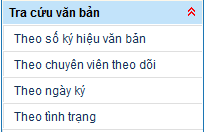 Tra cứu văn bản
Theo số ký hiệu văn bản
Theo chuyên viên theo dõi
Theo ngày ký
Theo tình trạng